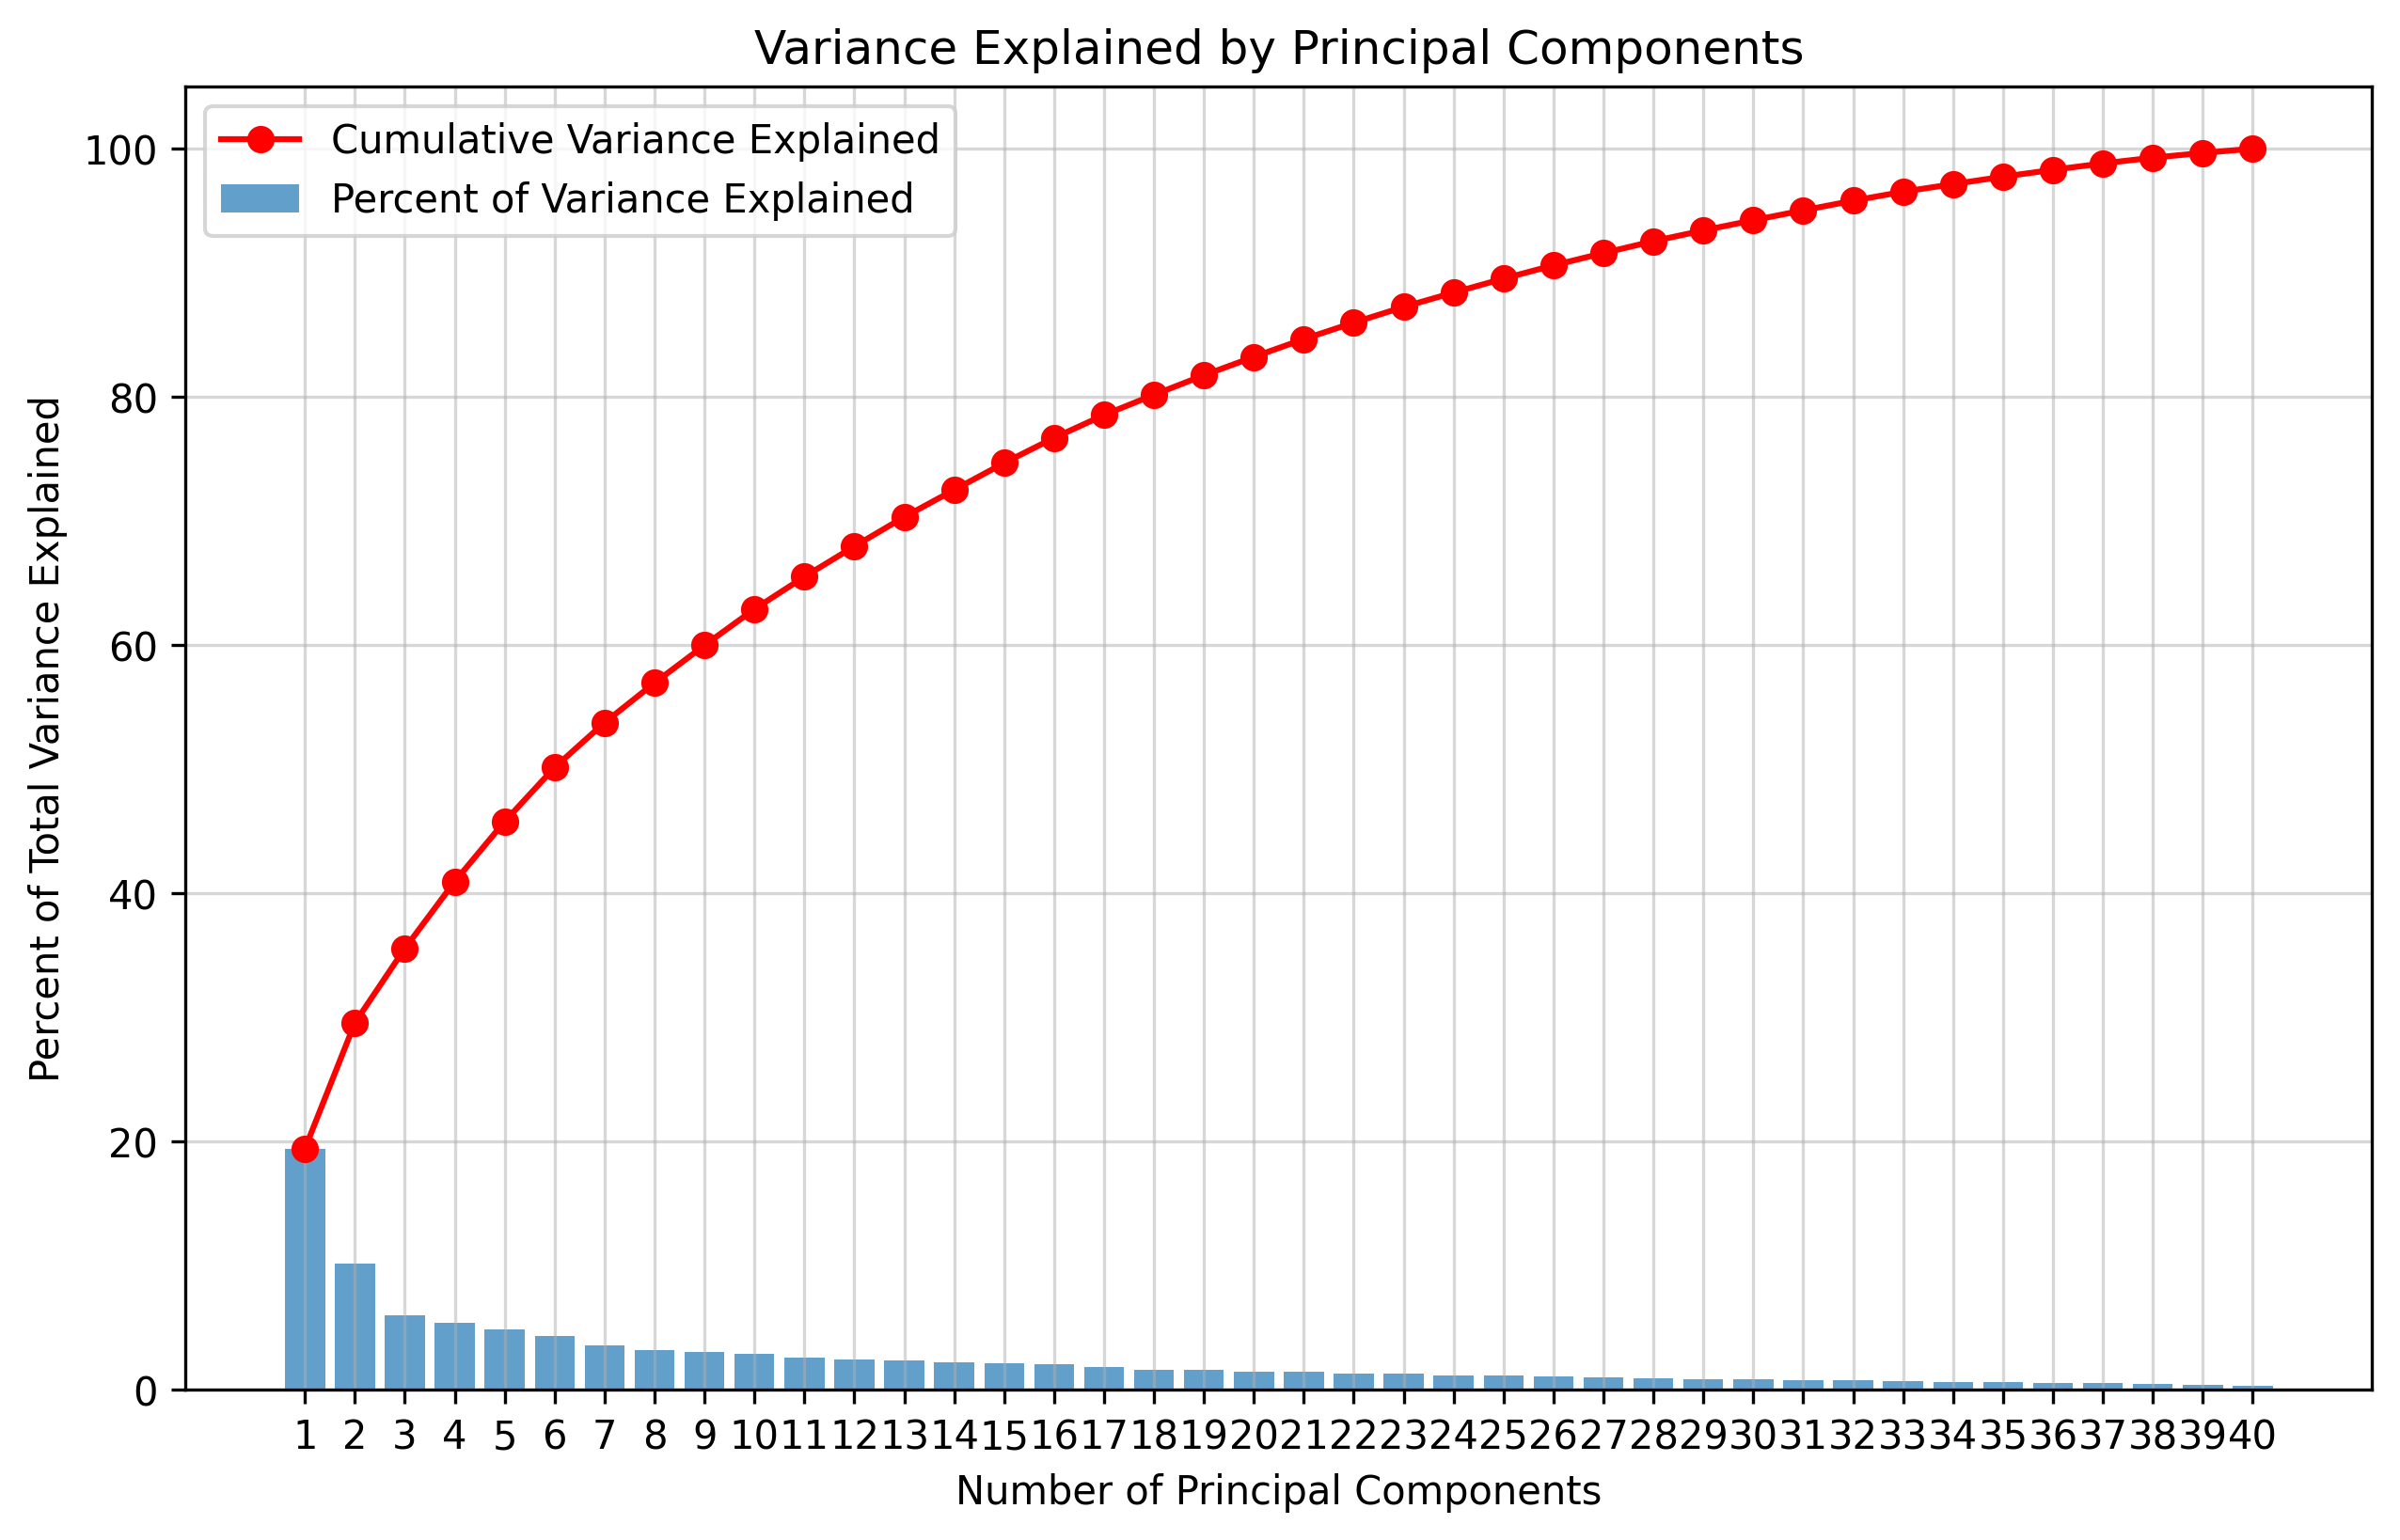 Variance Explained by Principal Components
Cumulative Variance Explained
Percent of Variance Explained
Percent of Total Variance Explained
100
80
60
40
20
0
1 2 3 4 5 6 7 8 9 10 11 12 13 14 15 16 17 18 19 20 21 22 23 24 25 26 27 28 29 30 31 32 33 34 35 36 37 38 39 40
Number of Principal Components